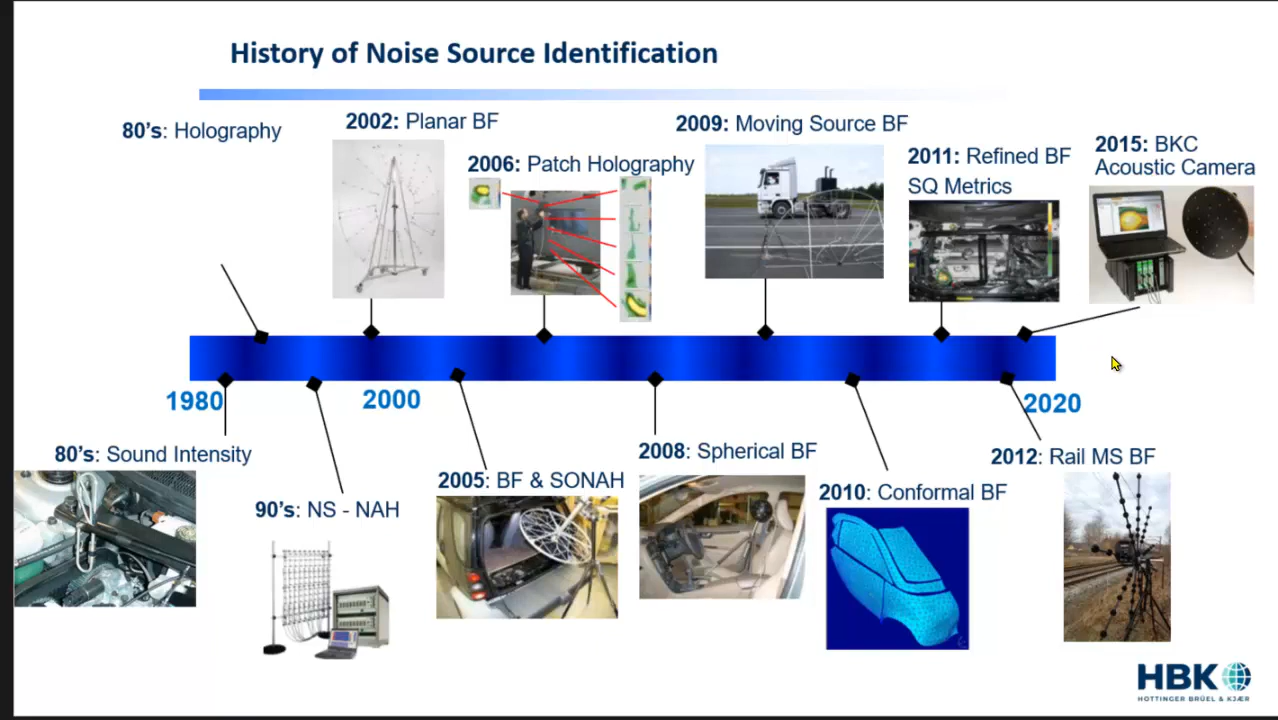 History of Noise Source Identification
80's: Holography
2002: Planar BF
2006: Patch Holography
2009: Moving Source BF
2011: Refined BF
SQ Metrics
2015: BKC
Acoustic Camera
1980
2000
2020
80's: Sound Intensity
90's: NS - NAH
2005: BF & SONAH
2008: Spherical BF
2010: Conformal BF
2012: Rail MS BF
HBK
HOTTINGER BRÜEL & KJÆR